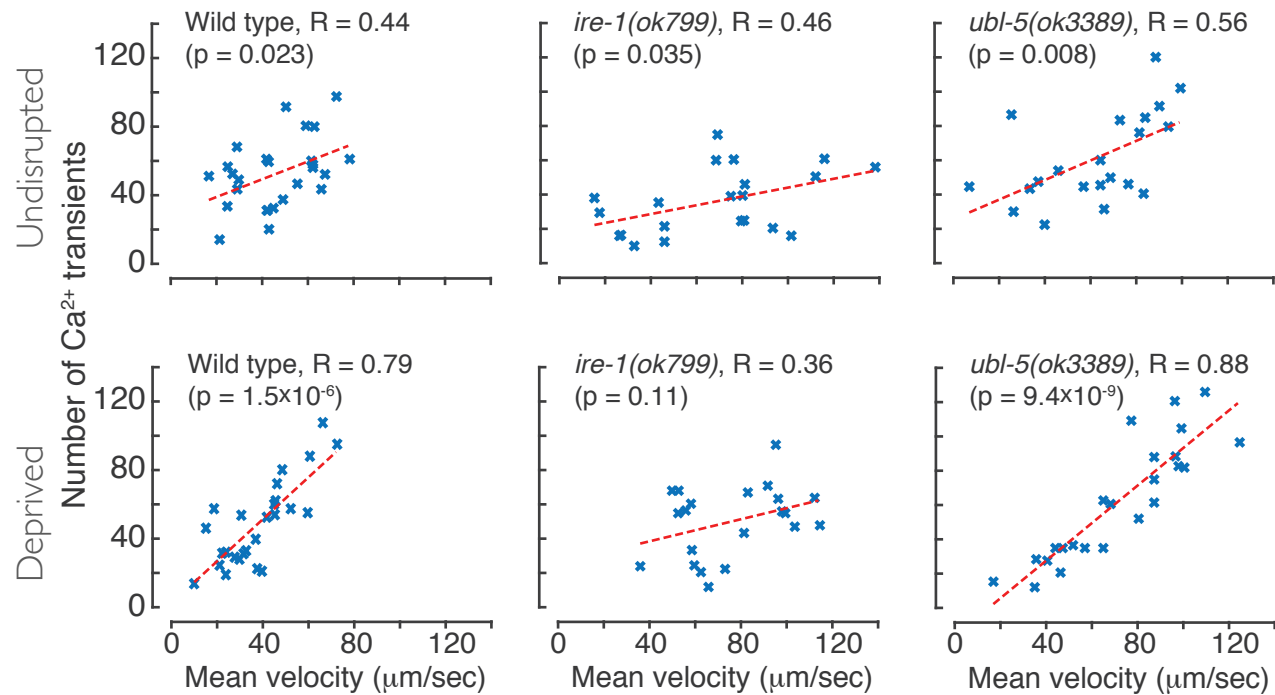 Undisrupted
Deprived
Number of Ca²⁺ transients
Wild type, R = 0.44
(p = 0.023)
ire-1(ok799), R = 0.46
(p = 0.035)
ubl-5(ok3389), R = 0.56
(p = 0.008)
120
80
40
0
Wild type, R = 0.79
(p = 1.5x10⁻⁶)
ire-1(ok799), R = 0.36
(p = 0.11)
ubl-5(ok3389), R = 0.88
(p = 9.4x10⁻⁹)
120
80
40
0
0 40 80 120
0 40 80 120
0 40 80 120
Mean velocity (μm/sec)
Mean velocity (μm/sec)
Mean velocity (μm/sec)